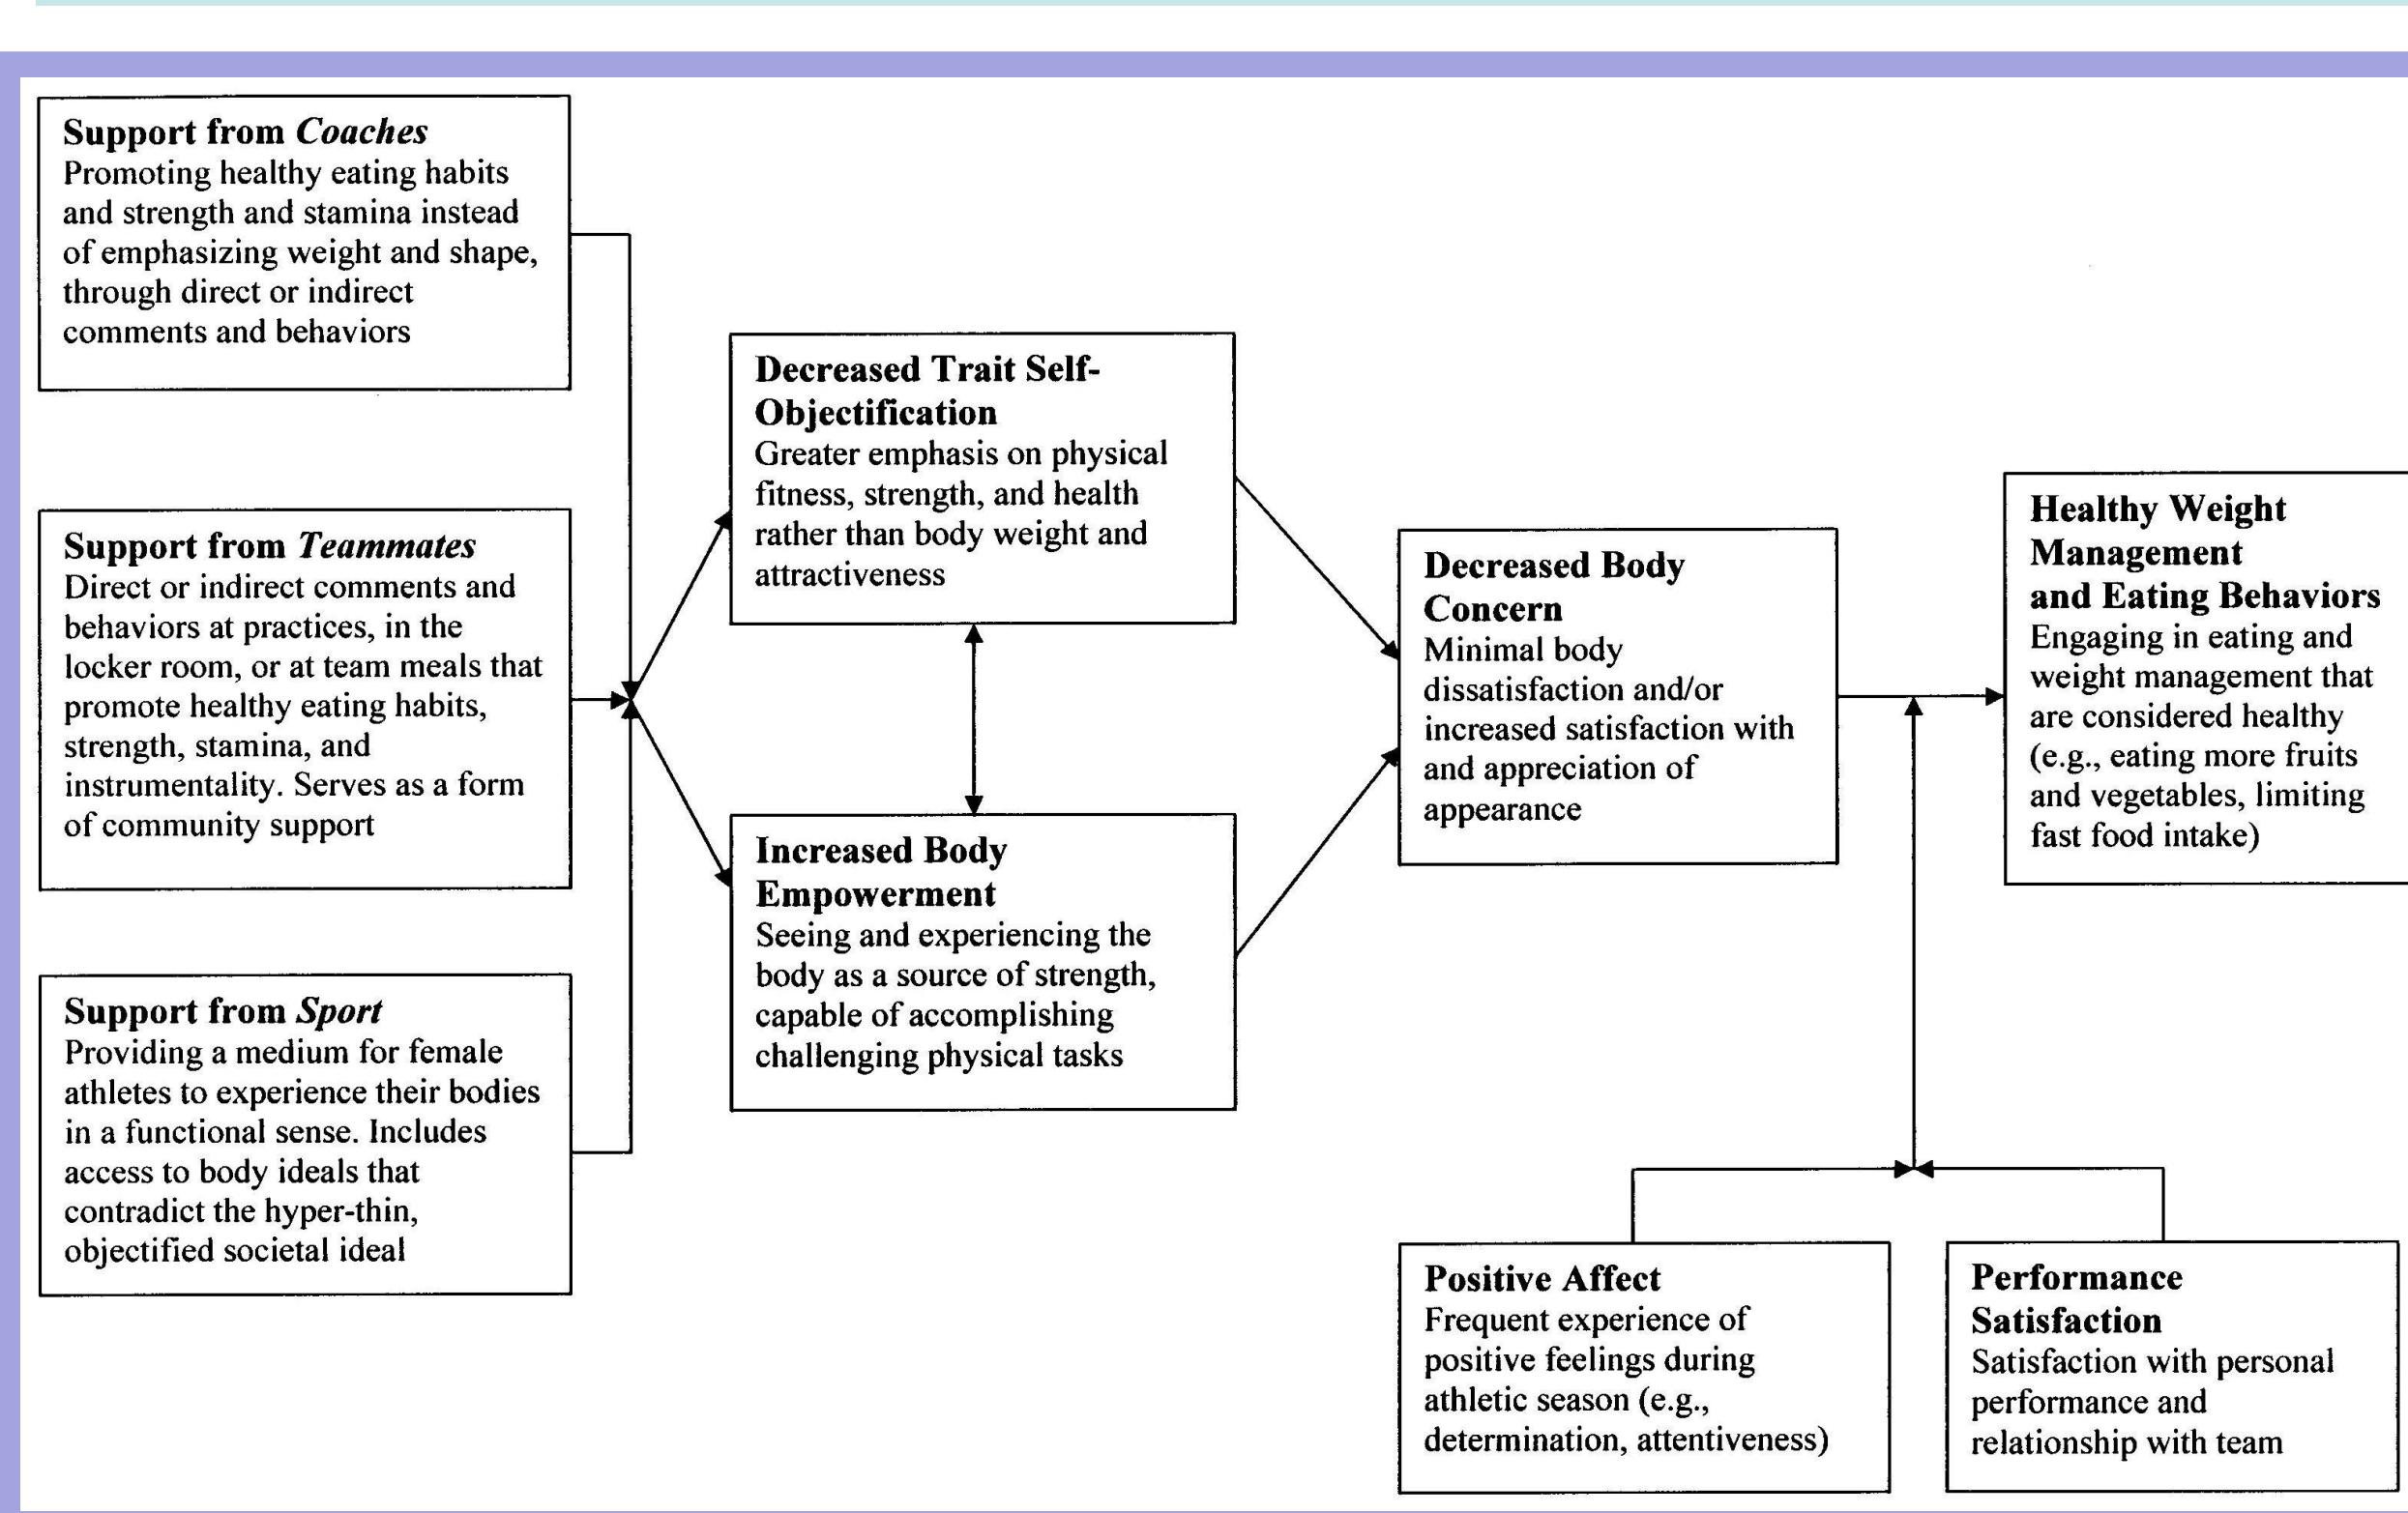 Support from Coaches
Promoting healthy eating habits
and strength and stamina instead
of emphasizing weight and shape,
through direct or indirect
comments and behaviors
Support from Teammates
Direct or indirect comments and
behaviors at practices, in the
locker room, or at team meals that
promote healthy eating habits,
strength, stamina, and
instrumentality. Serves as a form
of community support
Support from Sport
Providing a medium for female
athletes to experience their bodies
in a functional sense. Includes
access to body ideals that
contradict the hyper-thin,
objectified societal ideal
Decreased Trait Self-
Objectification
Greater emphasis on physical
fitness, strength, and health
rather than body weight and
attractiveness
Increased Body
Empowerment
Seeing and experiencing the
body as a source of strength,
capable of accomplishing
challenging physical tasks
Decreased Body
Concern
Minimal body
dissatisfaction and/or
increased satisfaction with
and appreciation of
appearance
Healthy Weight
Management
and Eating Behaviors
Engaging in eating and
weight management that
are considered healthy
(e.g., eating more fruits
and vegetables, limiting
fast food intake)
Positive Affect
Frequent experience of
positive feelings during
athletic season (e.g.,
determination, attentiveness)
Performance
Satisfaction
Satisfaction with personal
performance and
relationship with team